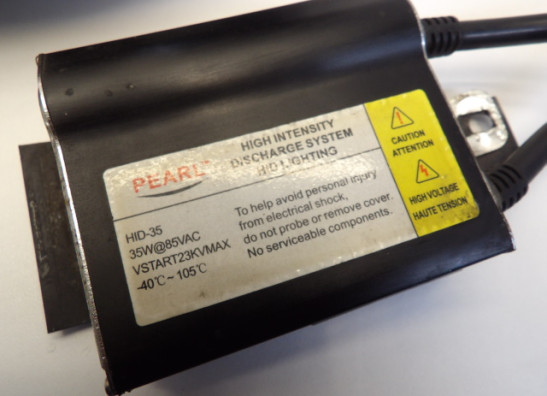 PEARL
HIGH INTENSITY
DISCHARGE SYSTEM
HID LIGHTING
HID-35
35W@85VAC
VSTART23KVMAX
-40℃~105℃
To help avoid personal injury
from electrical shock,
do not probe or remove cover.
No serviceable components.
CAUTION
ATTENTION
HIGH VOLTAGE
HAUTE TENSION